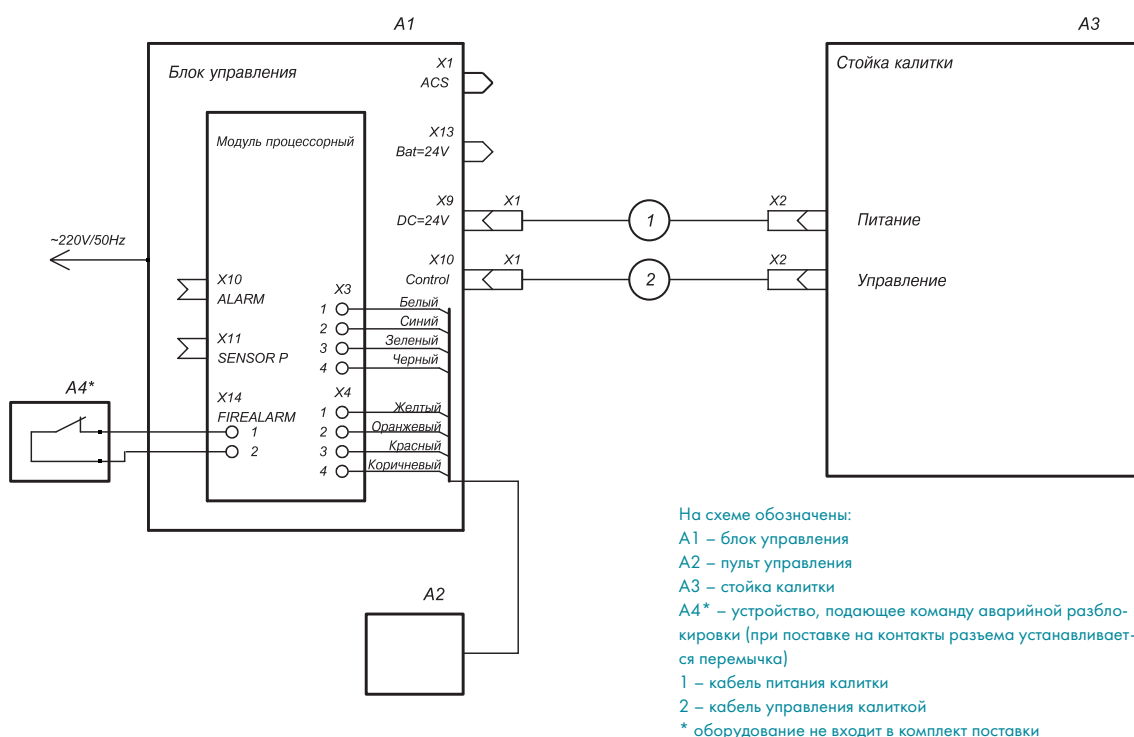 A1
A3
Блок управления
X1
ACS
Стойка калитки
Модуль процессорный
X13
Bat=24V
X9
DC=24V
X1
1
X2
Питание
~220V/50Hz
X10
Control
X1
2
X2
Управление
X10
ALARM
X3
1 Белый
2 Синий
3 Зеленый
4 Черный
X11
SENSOR P
A4*
X14
FIREALARM
1
2
X4
1 Желтый
2 Оранжевый
3 Красный
4 Коричневый
A2
На схеме обозначены:
А1 – блок управления
А2 – пульт управления
А3 – стойка калитки
А4* – устройство, подающее команду аварийной разбло-
кировки (при поставке на контакты разъема устанавливает-
ся перемычка)
1 – кабель питания калитки
2 – кабель управления калиткой
* оборудование не входит в комплект поставки